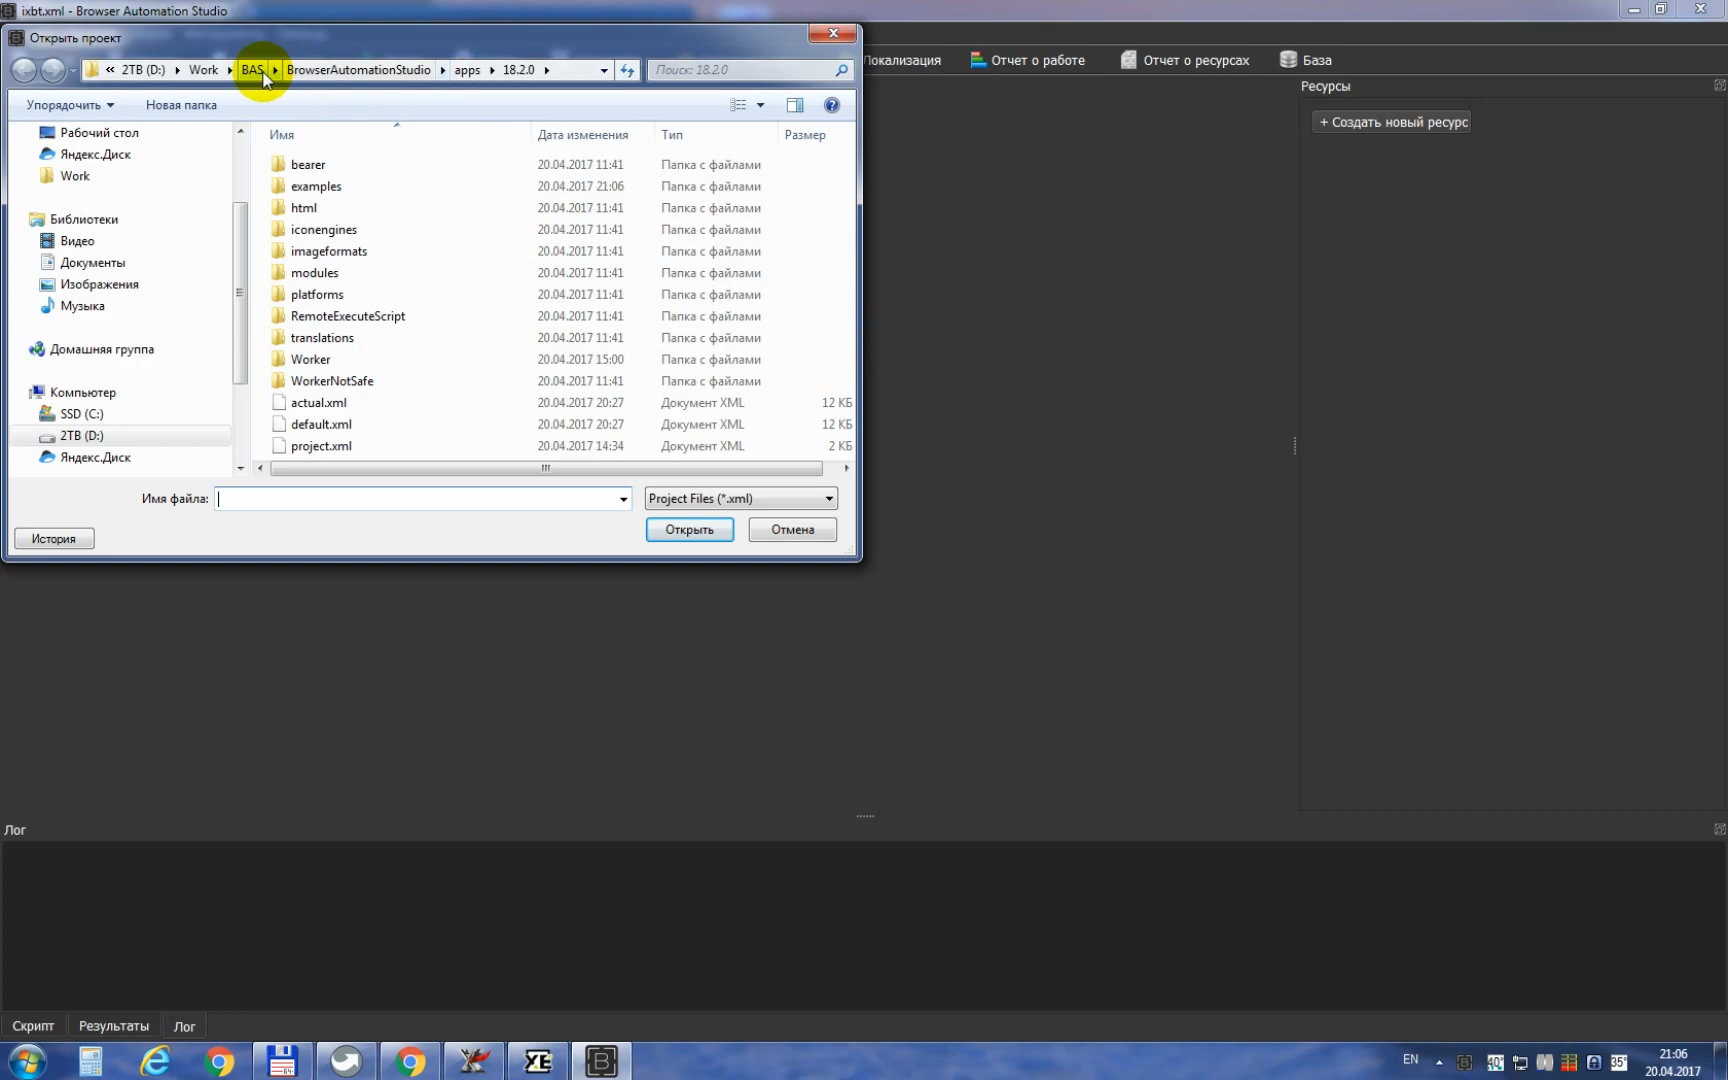 ixbt.xml - Browser Automation Studio
Открыть проект
« 2TB (D:) Work BAS BrowserAutomationStudio apps 18.2.0
Поиск: 18.2.0
Локализация Отчет о работе Отчет о ресурсах База
Упорядочить Новая папка
Ресурсы
+ Создать новый ресурс
Рабочий стол
Яндекс.Диск
Work
Библиотеки
Видео
Документы
Изображения
Музыка
Домашняя группа
Компьютер
SSD (C:)
2TB (D:)
Яндекс.Диск
Имя Дата изменения Тип Размер
bearer 20.04.2017 11:41 Папка с файлами
examples 20.04.2017 21:06 Папка с файлами
html 20.04.2017 11:41 Папка с файлами
iconengines 20.04.2017 11:41 Папка с файлами
imageformats 20.04.2017 11:41 Папка с файлами
modules 20.04.2017 11:41 Папка с файлами
platforms 20.04.2017 11:41 Папка с файлами
RemoteExecuteScript 20.04.2017 11:41 Папка с файлами
translations 20.04.2017 11:41 Папка с файлами
Worker 20.04.2017 15:00 Папка с файлами
WorkerNotSafe 20.04.2017 11:41 Папка с файлами
actual.xml 20.04.2017 20:27 Документ XML 12 КБ
default.xml 20.04.2017 20:27 Документ XML 12 КБ
project.xml 20.04.2017 14:34 Документ XML 2 КБ
Имя файла:
Project Files (*.xml)
Открыть Отмена
История
Лог
Скрипт Результаты Лог
64
XE
EN
40°
35°
21:06
20.04.2017